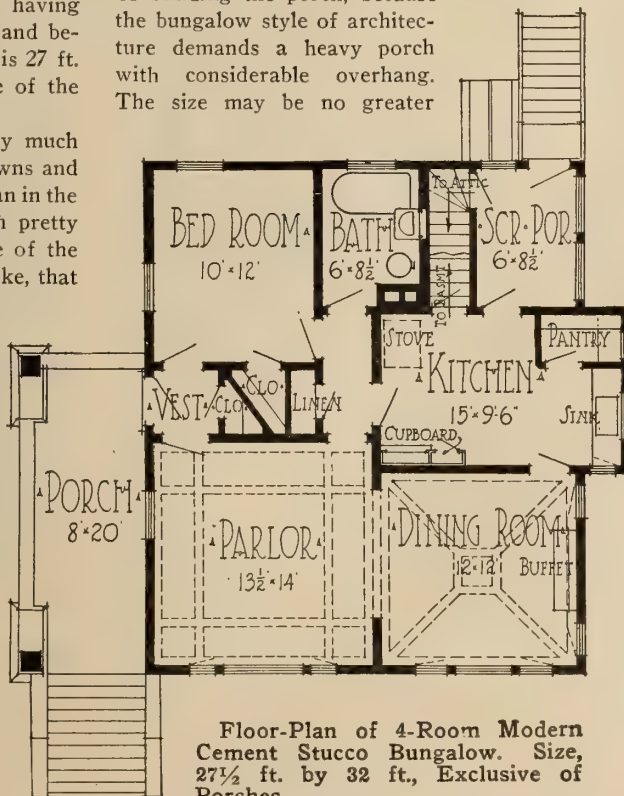 having
and be-
is 27 ft.
e of the
y much
wns and
an in the
h pretty
e of the
ke, that
the bungalow style of architec-
ture demands a heavy porch
with considerable overhang.
The size may be no greater
BED ROOM
10'×12'
BATH
6'×8½'
TO ATTIC
TO BASMT
SCR·POR.
6'×8½'
STOVE
KITCHEN
15'×9'-6"
PANTRY
SINK
CUPBOARD
VEST.
CLO.
CLO.
LINEN
PORCH
8'×20'
PARLOR
13½'×14'
DINING ROOM
12'×12'
BUFFET
Floor-Plan of 4-Room Modern
Cement Stucco Bungalow. Size,
27½ ft. by 32 ft., Exclusive of
Porches